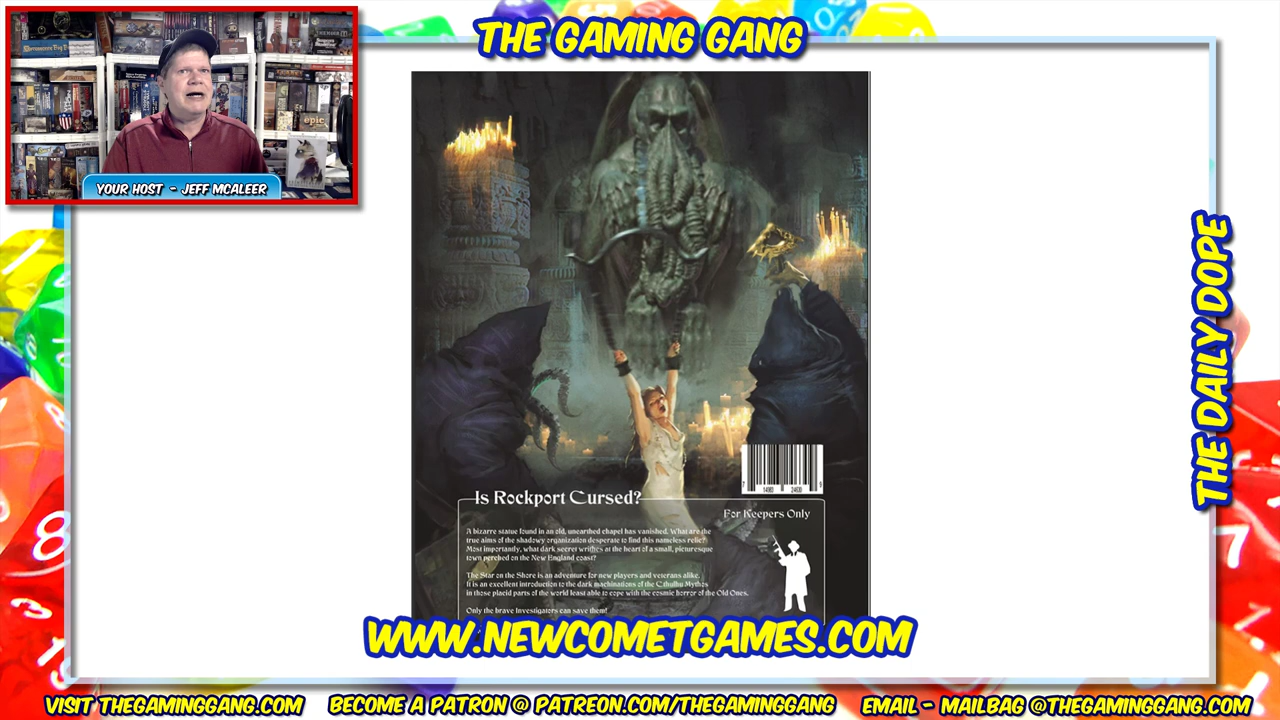 THE GAMING GANG
YOUR HOST - JEFF MCALEER
THE DAILY DOPE
epic
Is Rockport Cursed?
For Keepers Only
A bizarre statue found in an old, unearthed chapel has vanished. What are the
true aims of the shadowy organization desperate to find this nameless relic?
Most importantly, what dark secret writhes at the heart of a small, picturesque
town perched on the New England coast?
The Star on the Shore is an adventure for new players and veterans alike.
It is an excellent introduction to the dark machinations of the Cthulhu Mythos
in those placid parts of the world least able to cope with the cosmic horror of the Old Ones.
Only the brave Investigators can save them!
WWW.NEWCOMETGAMES.COM
VISIT THEGAMINGGANG.COM
BECOME A PATRON @ PATREON.COM/THEGAMINGGANG
EMAIL - MAILBAG @THEGAMINGGANG.COM